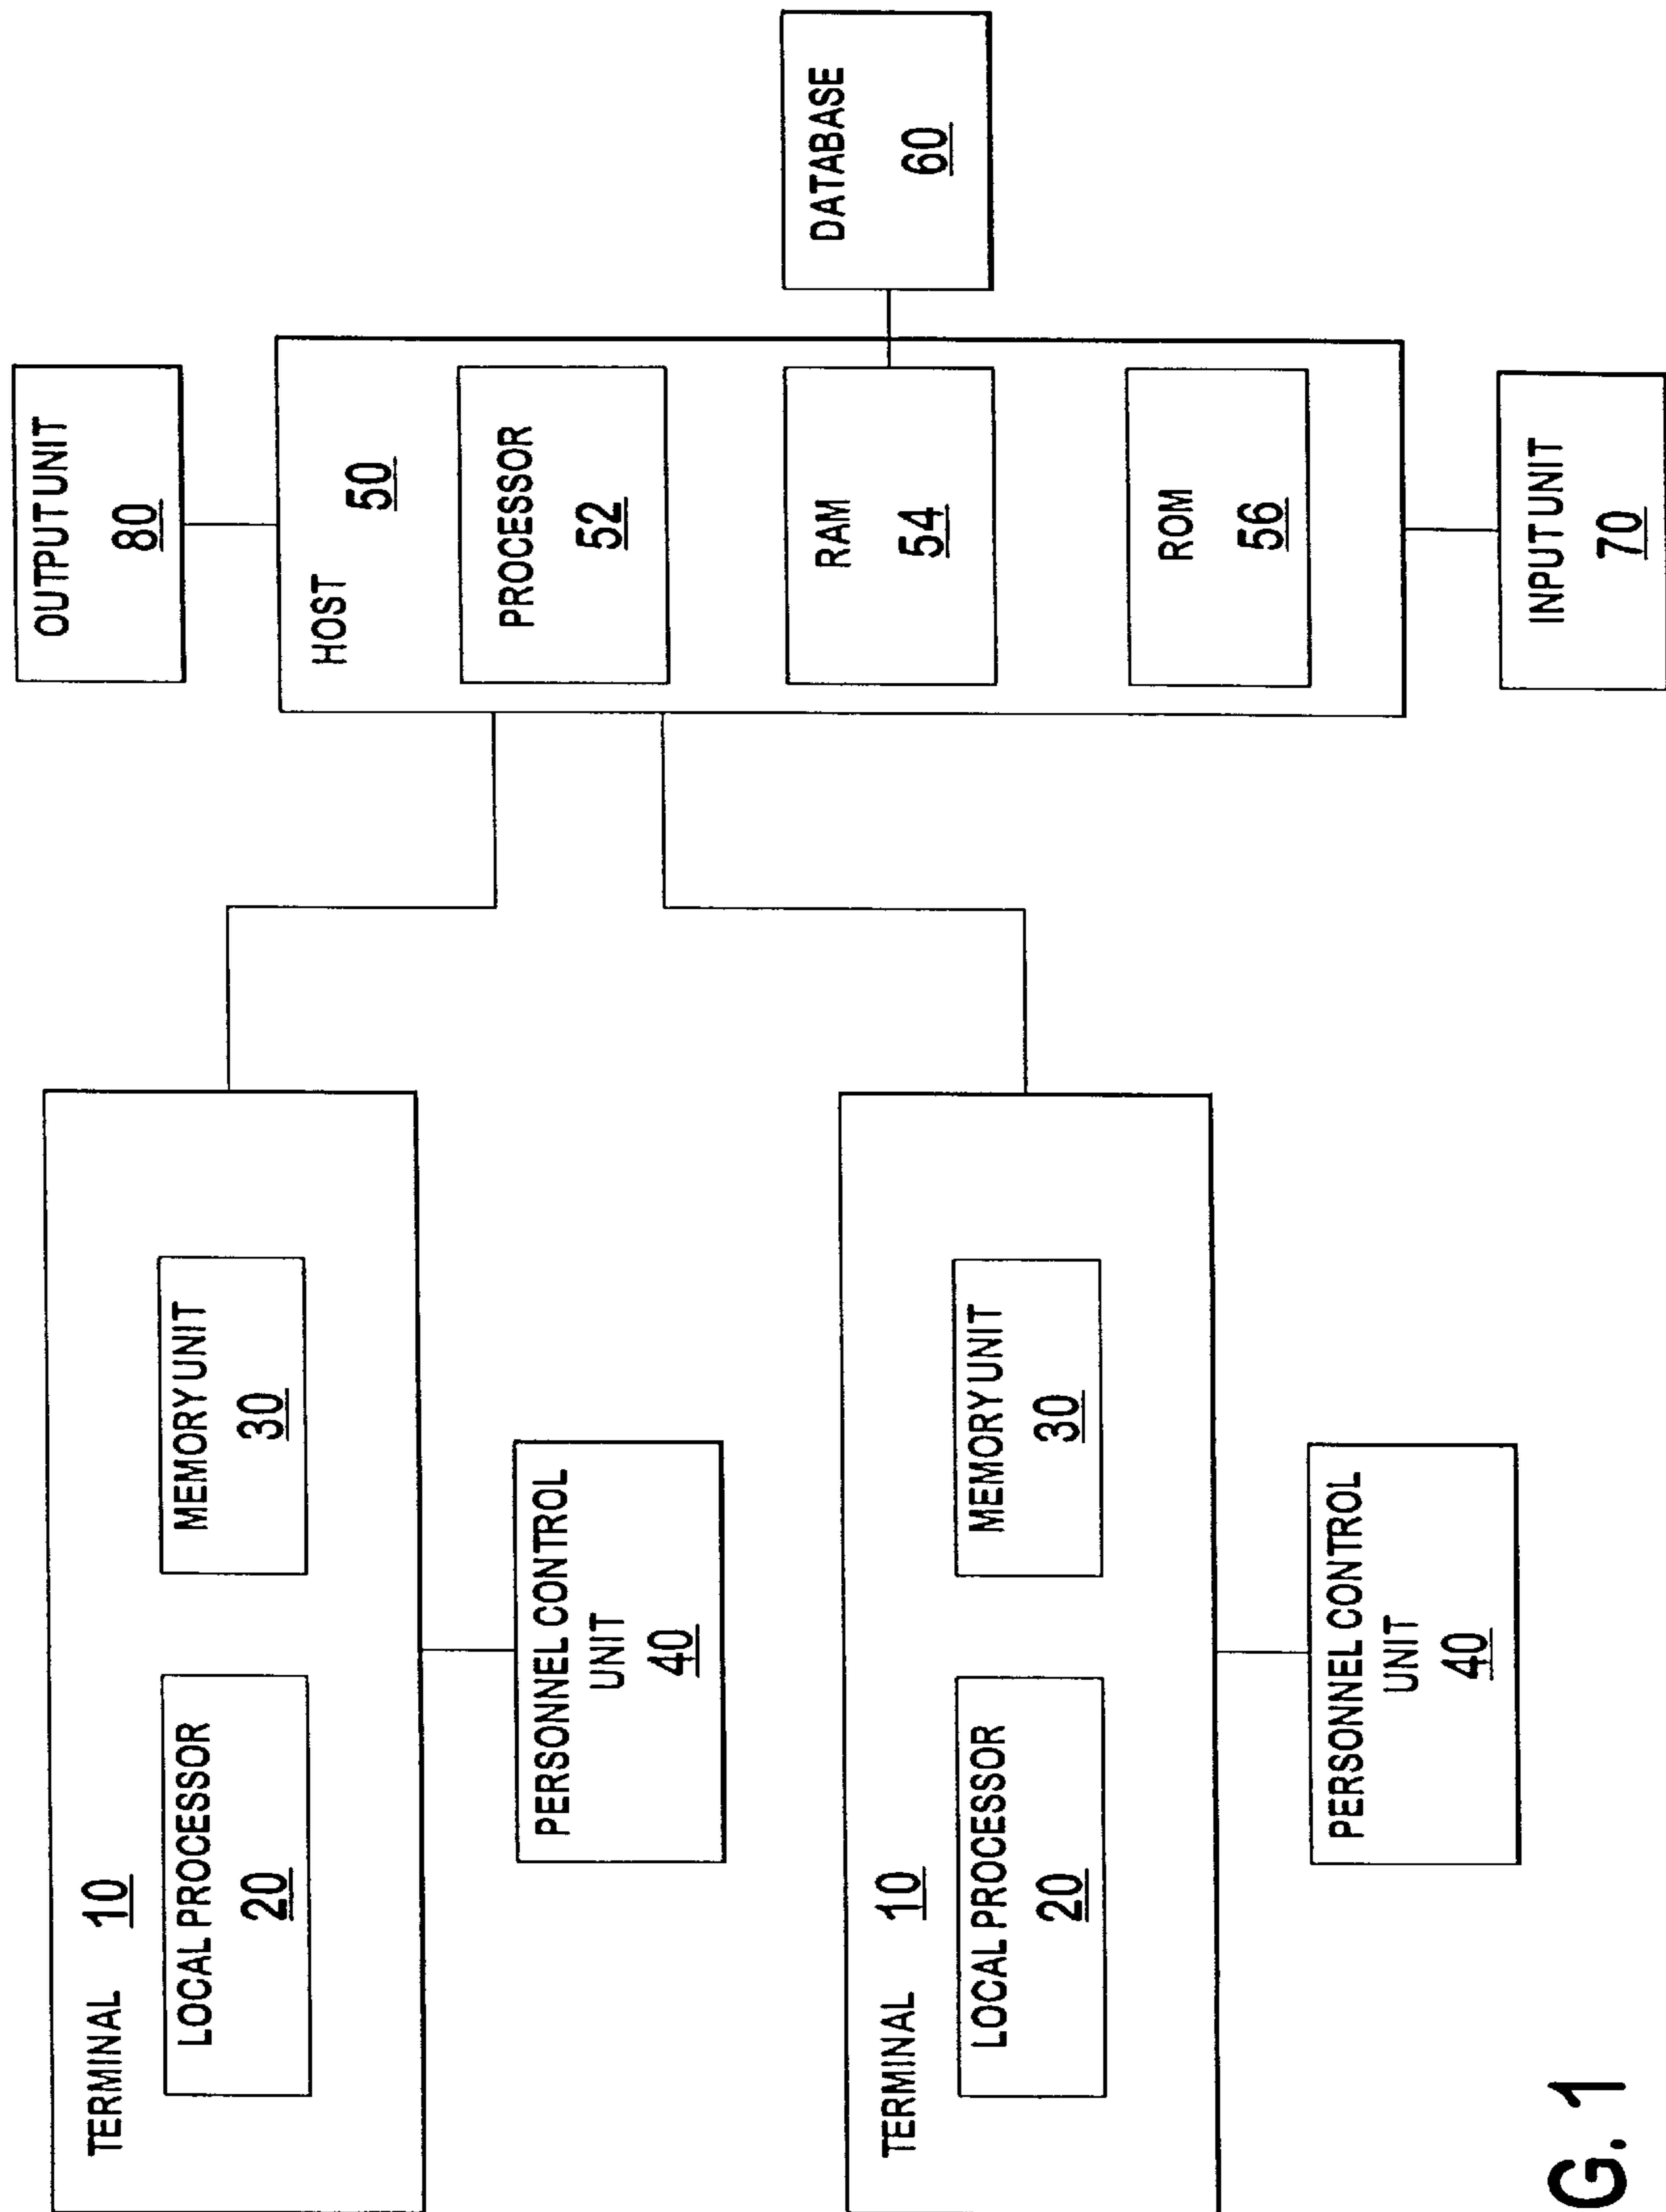 TERMINAL 10
LOCAL PROCESSOR
20
MEMORY UNIT
30
PERSONNEL CONTROL
UNIT
40
TERMINAL 10
LOCAL PROCESSOR
20
MEMORY UNIT
30
PERSONNEL CONTROL
UNIT
40
OUTPUT UNIT
80
HOST 50
PROCESSOR
52
RAM
54
ROM
56
DATABASE
60
INPUT UNIT
70
G. 1